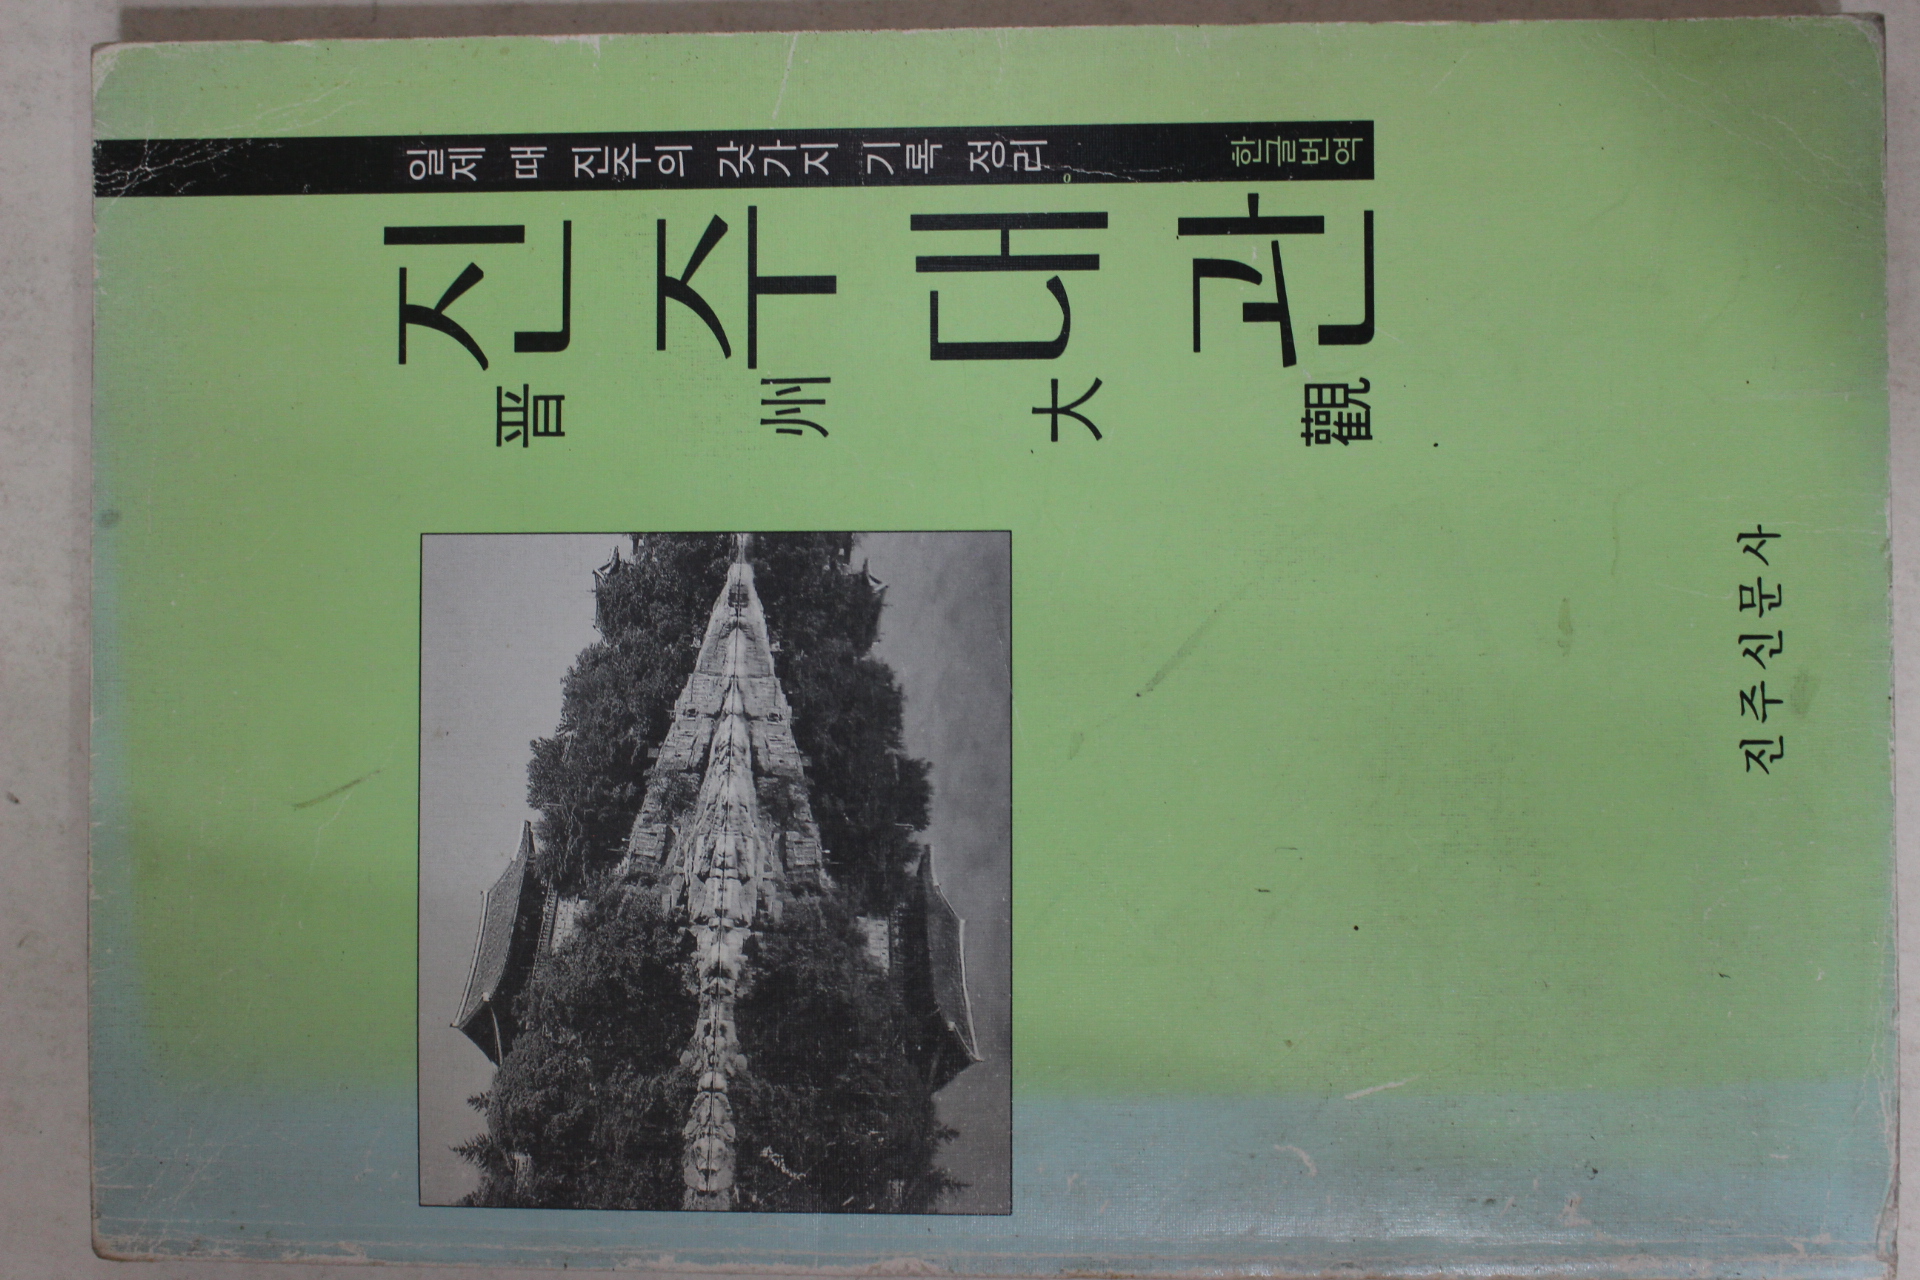 일제 때 진주의 갖가지 기록 정리 한글번역
진주대관
晋州大觀
진주신문사